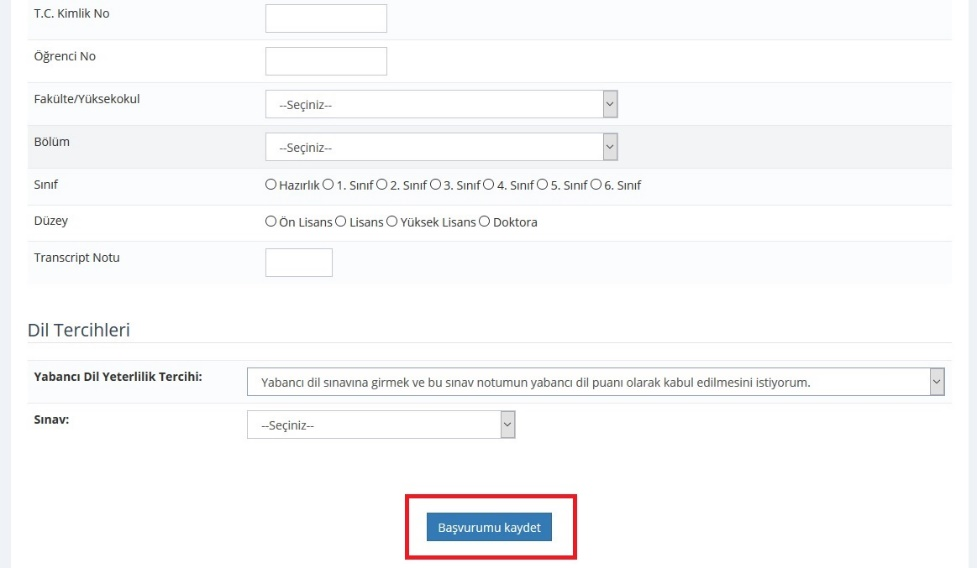 T.C. Kimlik No
Öğrenci No
Fakülte/Yüksekokul --Seçiniz--
Bölüm --Seçiniz--
Sınıf Hazırlık 1. Sınıf 2. Sınıf 3. Sınıf 4. Sınıf 5. Sınıf 6. Sınıf
Düzey Ön Lisans Lisans Yüksek Lisans Doktora
Transcript Notu
Dil Tercihleri
Yabancı Dil Yeterlilik Tercihi: Yabancı dil sınavına girmek ve bu sınav notumun yabancı dil puanı olarak kabul edilmesini istiyorum.
Sınav: --Seçiniz--
Başvurumu kaydet